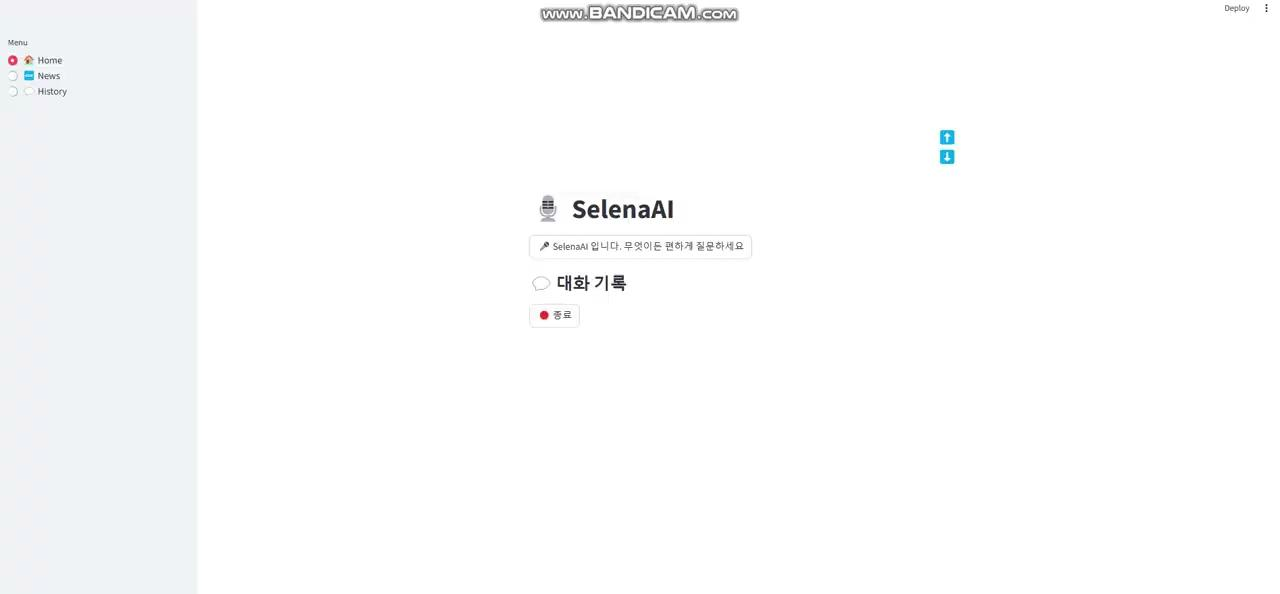 www.BANDICAM.com
Deploy
Menu
Home
News
History
SelenaAI
SelenaAI 입니다. 무엇이든 편하게 질문하세요
대화 기록
종료